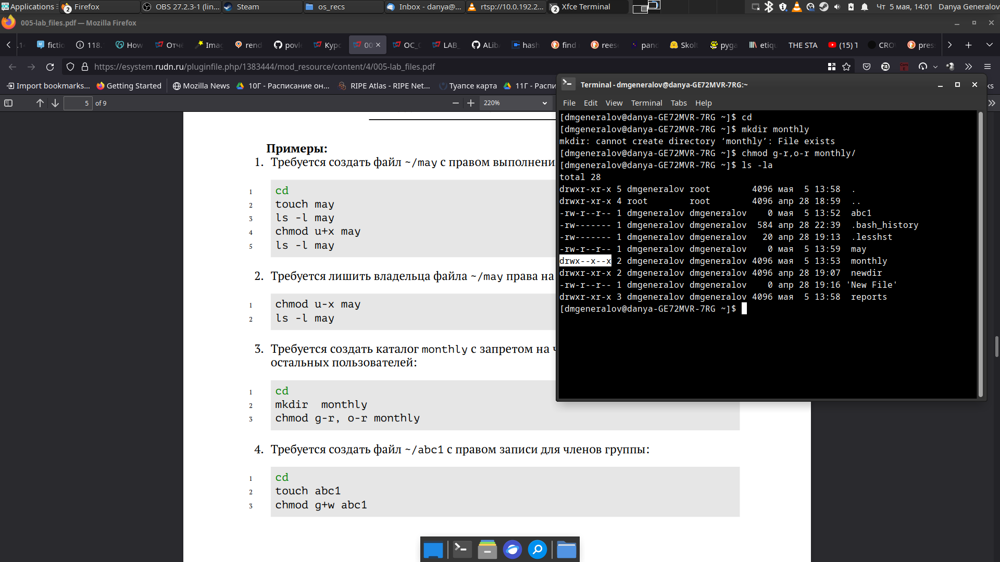 Applications
Firefox
2
OBS 27.2.3-1 (lin...
Steam
os_recs
Inbox - danya@...
rtsp://10.0.192.2...
Xfce Terminal
2
Чт 5 мая, 14:01
Danya Generalov
005-lab_files.pdf — Mozilla Firefox
fictio
118.
How
Отчё
Imag
rend
povl
Курс
00
OC_
LAB_
ALib
hash
find
rees
pand
Skolt
pyga
etiqu
THE STA
(15) T
CRO
pres
https://esystem.rudn.ru/pluginfile.php/1383444/mod_resource/content/4/005-lab_files.pdf
Import bookmarks...
Getting Started
Mozilla News
10Г - Расписание он...
RIPE Atlas - RIPE Net...
Туапсе карта
11Г - Распи
ks
5 of 9
220%
Примеры:
1. Требуется создать файл ~/may с правом выполнени
1 cd
2 touch may
3 ls -l may
4 chmod u+x may
5 ls -l may
2. Требуется лишить владельца файла ~/may права на
1 chmod u-x may
2 ls -l may
3. Требуется создать каталог monthly с запретом на ч
остальных пользователей:
1 cd
2 mkdir  monthly
3 chmod g-r, o-r monthly
4. Требуется создать файл ~/abc1 с правом записи для членов группы:
1 cd
2 touch abc1
3 chmod g+w abc1
Terminal - dmgeneralov@danya-GE72MVR-7RG:~
File Edit View Terminal Tabs Help
[dmgeneralov@danya-GE72MVR-7RG ~]$ cd
[dmgeneralov@danya-GE72MVR-7RG ~]$ mkdir monthly
mkdir: cannot create directory ‘monthly’: File exists
[dmgeneralov@danya-GE72MVR-7RG ~]$ chmod g-r,o-r monthly/
[dmgeneralov@danya-GE72MVR-7RG ~]$ ls -la
total 28
drwxr-xr-x 5 dmgeneralov root        4096 мая  5 13:58  .
drwxr-xr-x 4 root        root        4096 апр 28 18:59  ..
-rw-r--r-- 1 dmgeneralov dmgeneralov    0 мая  5 13:52  abc1
-rw------- 1 dmgeneralov dmgeneralov  584 апр 28 22:39  .bash_history
-rw------- 1 dmgeneralov dmgeneralov   20 апр 28 19:13  .lesshst
-rw-r--r-- 1 dmgeneralov dmgeneralov    0 мая  5 13:59  may
drwx--x--x 2 dmgeneralov dmgeneralov 4096 мая  5 13:53  monthly
drwxr-xr-x 2 dmgeneralov dmgeneralov 4096 апр 28 19:07  newdir
-rw-r--r-- 1 dmgeneralov dmgeneralov    0 апр 28 19:16 'New File'
drwxr-xr-x 3 dmgeneralov dmgeneralov 4096 мая  5 13:58  reports
[dmgeneralov@danya-GE72MVR-7RG ~]$